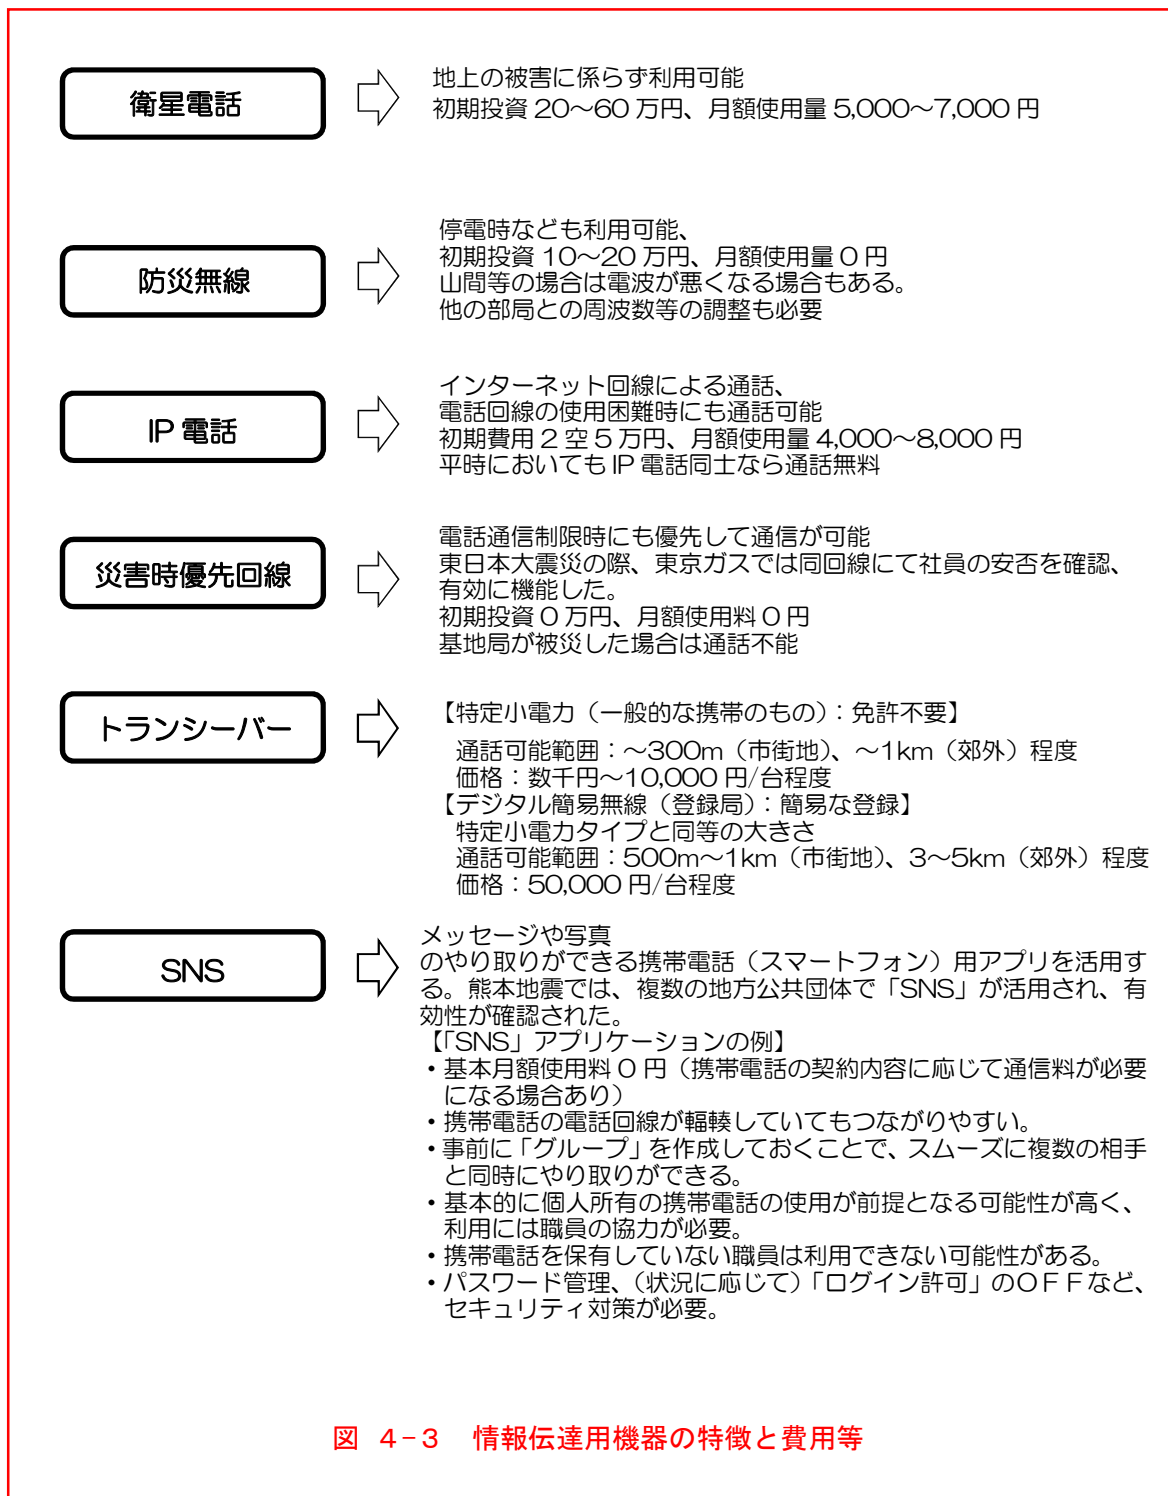 衛星電話
地上の被害に係らず利用可能
初期投資 20～60 万円、月額使用量 5,000～7,000 円
防災無線
停電時なども利用可能、
初期投資 10～20 万円、月額使用量 0 円
山間等の場合は電波が悪くなる場合もある。
他の部局との周波数等の調整も必要
IP 電話
インターネット回線による通話、
電話回線の使用困難時にも通話可能
初期費用 2 空 5 万円、月額使用量 4,000～8,000 円
平時においても IP 電話同士なら通話無料
災害時優先回線
電話通信制限時にも優先して通信が可能
東日本大震災の際、東京ガスでは同回線にて社員の安否を確認、
有効に機能した。
初期投資 0 万円、月額使用料 0 円
基地局が被災した場合は通話不能
トランシーバー
【特定小電力（一般的な携帯のもの）：免許不要】
通話可能範囲：～300m（市街地）、～1km（郊外）程度
価格：数千円～10,000 円/台程度
【デジタル簡易無線（登録局）：簡易な登録】
特定小電力タイプと同等の大きさ
通話可能範囲：500m～1km（市街地）、3～5km（郊外）程度
価格：50,000 円/台程度
SNS
メッセージや写真
のやり取りができる携帯電話（スマートフォン）用アプリを活用す
る。熊本地震では、複数の地方公共団体で「SNS」が活用され、有
効性が確認された。
【「SNS」アプリケーションの例】
・基本月額使用料 0 円（携帯電話の契約内容に応じて通信料が必要
になる場合あり）
・携帯電話の電話回線が輻輳していてもつながりやすい。
・事前に「グループ」を作成しておくことで、スムーズに複数の相手
と同時にやり取りができる。
・基本的に個人所有の携帯電話の使用が前提となる可能性が高く、
利用には職員の協力が必要。
・携帯電話を保有していない職員は利用できない可能性がある。
・パスワード管理、（状況に応じて）「ログイン許可」のＯＦＦなど、
セキュリティ対策が必要。
図 4-3 情報伝達用機器の特徴と費用等